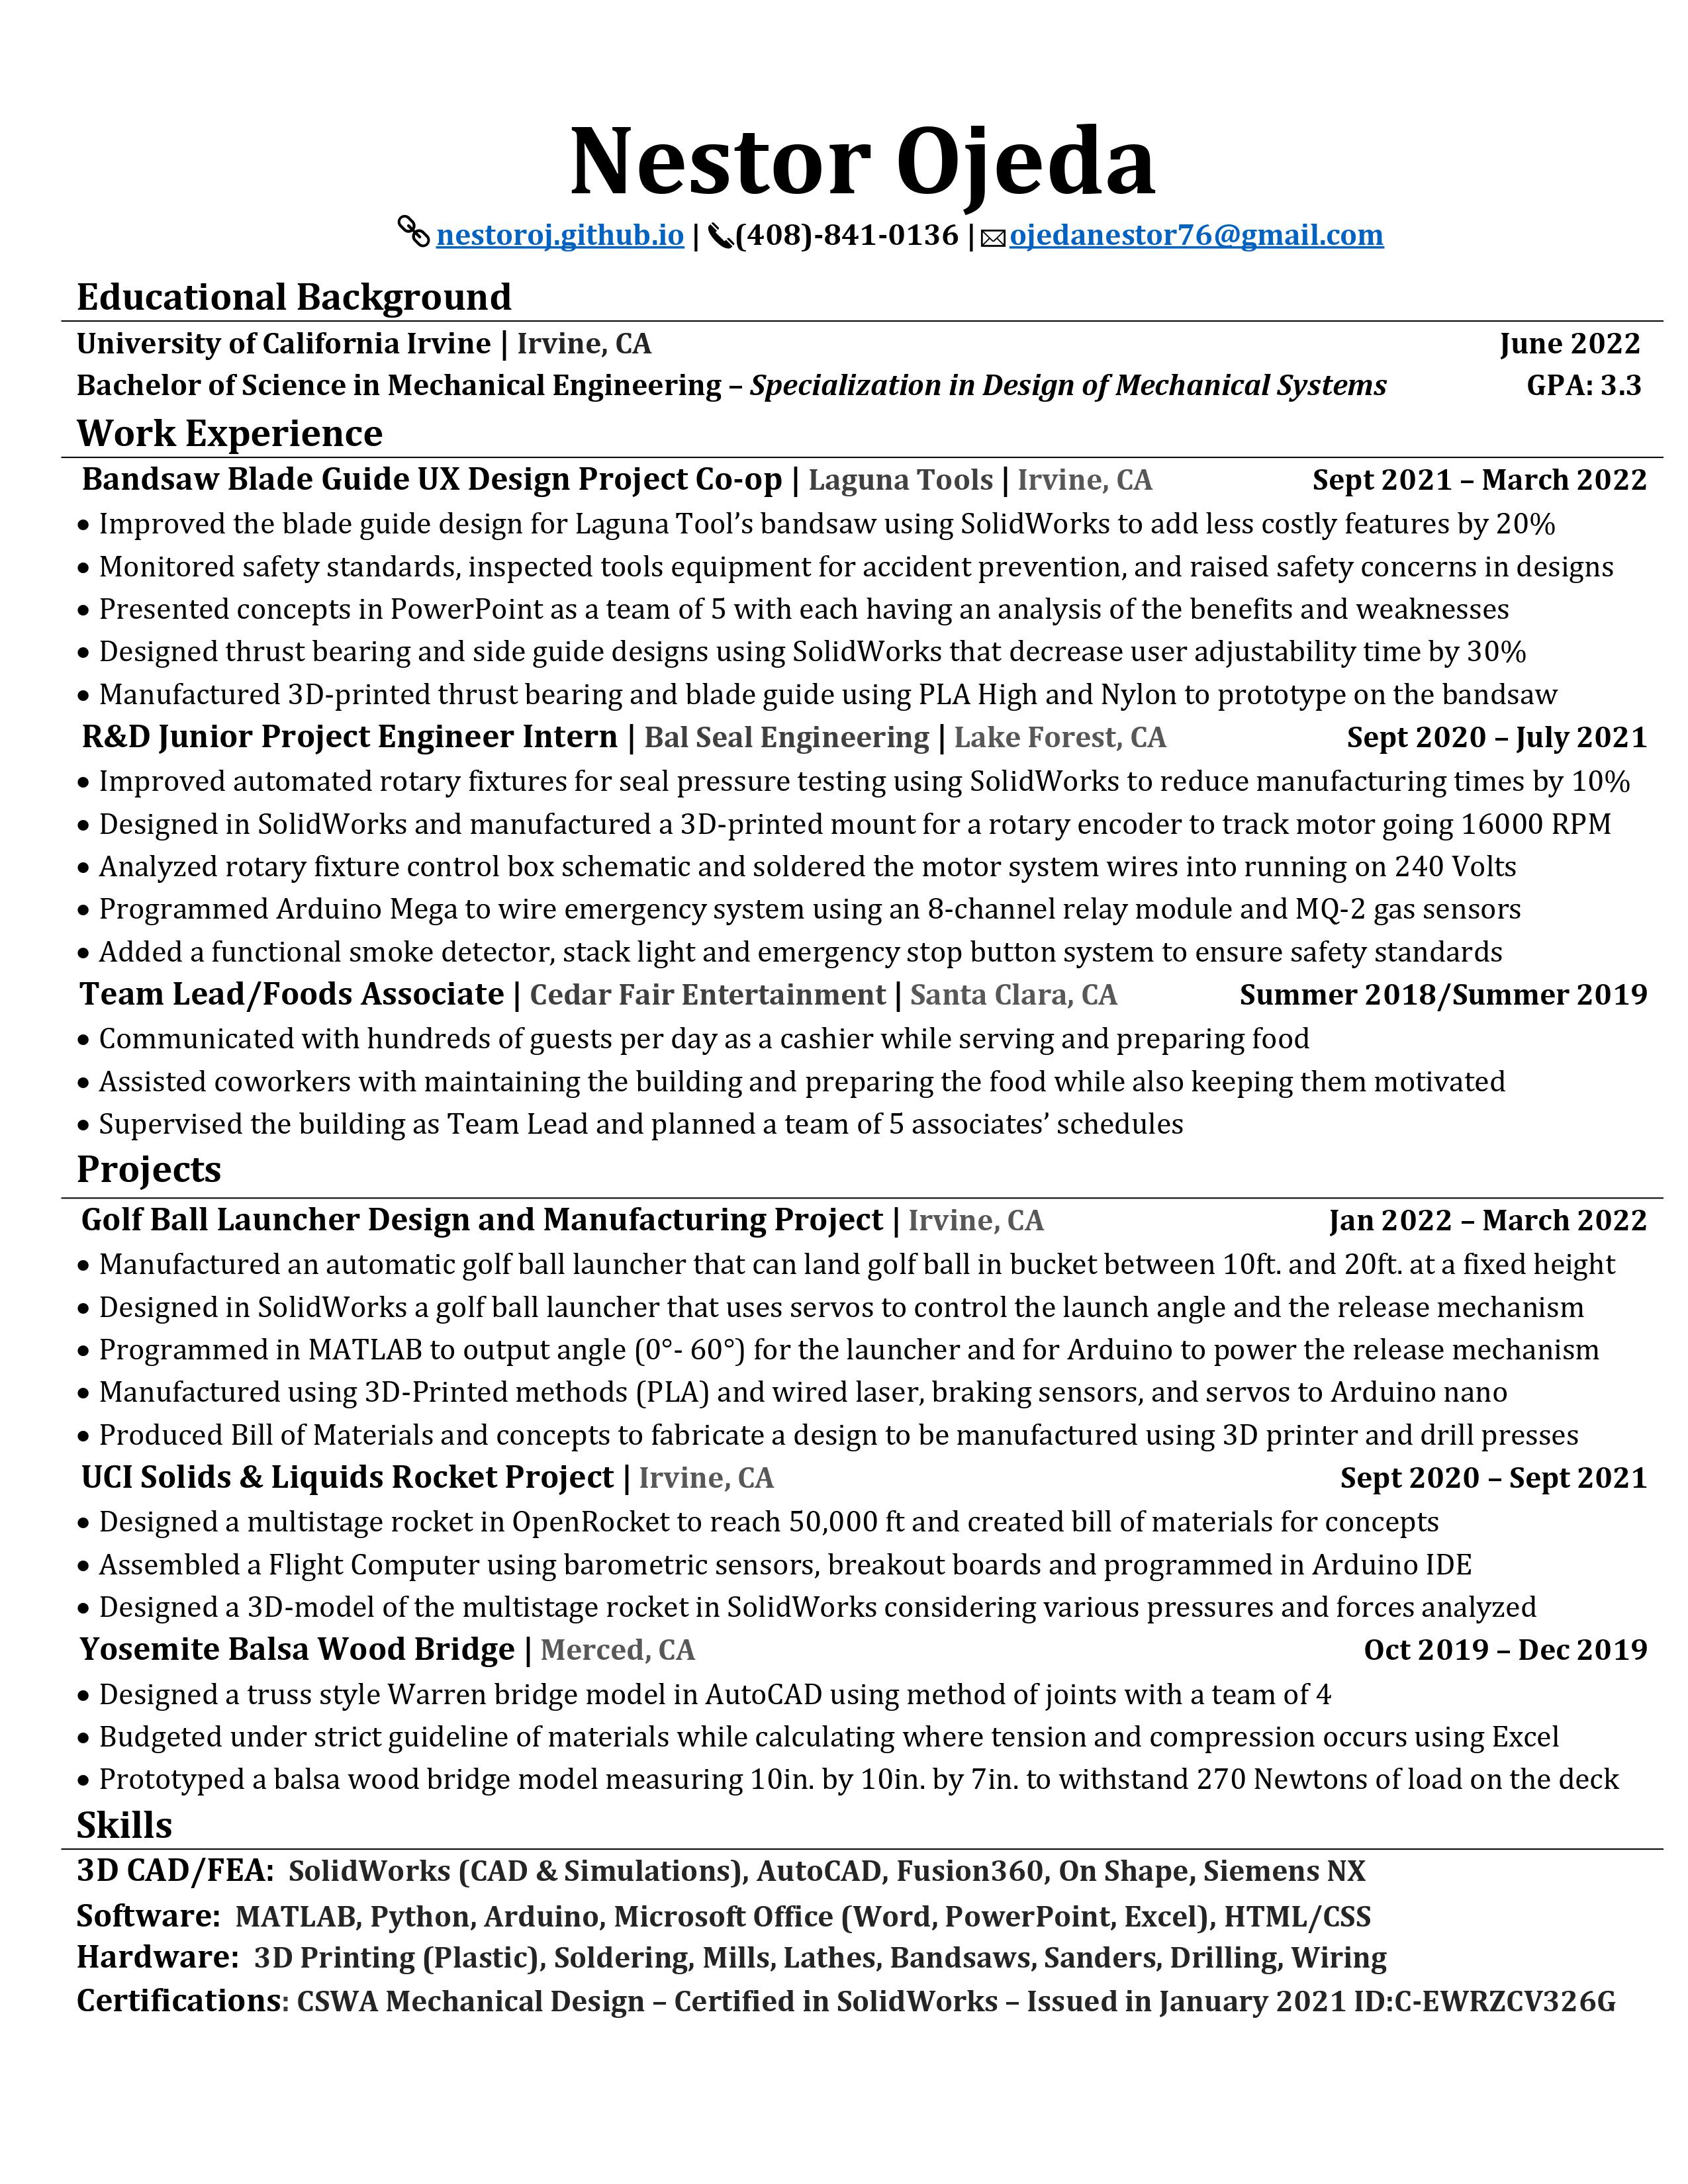 Nestor Ojeda
nestoroj.github.io | (408)-841-0136 | ojedanestor76@gmail.com
Educational Background
University of California Irvine | Irvine, CA June 2022
Bachelor of Science in Mechanical Engineering – Specialization in Design of Mechanical Systems GPA: 3.3
Work Experience
Bandsaw Blade Guide UX Design Project Co-op | Laguna Tools | Irvine, CA Sept 2021 – March 2022
• Improved the blade guide design for Laguna Tool’s bandsaw using SolidWorks to add less costly features by 20%
• Monitored safety standards, inspected tools equipment for accident prevention, and raised safety concerns in designs
• Presented concepts in PowerPoint as a team of 5 with each having an analysis of the benefits and weaknesses
• Designed thrust bearing and side guide designs using SolidWorks that decrease user adjustability time by 30%
• Manufactured 3D-printed thrust bearing and blade guide using PLA High and Nylon to prototype on the bandsaw
R&D Junior Project Engineer Intern | Bal Seal Engineering | Lake Forest, CA Sept 2020 – July 2021
• Improved automated rotary fixtures for seal pressure testing using SolidWorks to reduce manufacturing times by 10%
• Designed in SolidWorks and manufactured a 3D-printed mount for a rotary encoder to track motor going 16000 RPM
• Analyzed rotary fixture control box schematic and soldered the motor system wires into running on 240 Volts
• Programmed Arduino Mega to wire emergency system using an 8-channel relay module and MQ-2 gas sensors
• Added a functional smoke detector, stack light and emergency stop button system to ensure safety standards
Team Lead/Foods Associate | Cedar Fair Entertainment | Santa Clara, CA Summer 2018/Summer 2019
• Communicated with hundreds of guests per day as a cashier while serving and preparing food
• Assisted coworkers with maintaining the building and preparing the food while also keeping them motivated
• Supervised the building as Team Lead and planned a team of 5 associates’ schedules
Projects
Golf Ball Launcher Design and Manufacturing Project | Irvine, CA Jan 2022 – March 2022
• Manufactured an automatic golf ball launcher that can land golf ball in bucket between 10ft. and 20ft. at a fixed height
• Designed in SolidWorks a golf ball launcher that uses servos to control the launch angle and the release mechanism
• Programmed in MATLAB to output angle (0°- 60°) for the launcher and for Arduino to power the release mechanism
• Manufactured using 3D-Printed methods (PLA) and wired laser, braking sensors, and servos to Arduino nano
• Produced Bill of Materials and concepts to fabricate a design to be manufactured using 3D printer and drill presses
UCI Solids & Liquids Rocket Project | Irvine, CA Sept 2020 – Sept 2021
• Designed a multistage rocket in OpenRocket to reach 50,000 ft and created bill of materials for concepts
• Assembled a Flight Computer using barometric sensors, breakout boards and programmed in Arduino IDE
• Designed a 3D-model of the multistage rocket in SolidWorks considering various pressures and forces analyzed
Yosemite Balsa Wood Bridge | Merced, CA Oct 2019 – Dec 2019
• Designed a truss style Warren bridge model in AutoCAD using method of joints with a team of 4
• Budgeted under strict guideline of materials while calculating where tension and compression occurs using Excel
• Prototyped a balsa wood bridge model measuring 10in. by 10in. by 7in. to withstand 270 Newtons of load on the deck
Skills
3D CAD/FEA: SolidWorks (CAD & Simulations), AutoCAD, Fusion360, On Shape, Siemens NX
Software: MATLAB, Python, Arduino, Microsoft Office (Word, PowerPoint, Excel), HTML/CSS
Hardware: 3D Printing (Plastic), Soldering, Mills, Lathes, Bandsaws, Sanders, Drilling, Wiring
Certifications: CSWA Mechanical Design – Certified in SolidWorks – Issued in January 2021 ID:C-EWRZCV326G